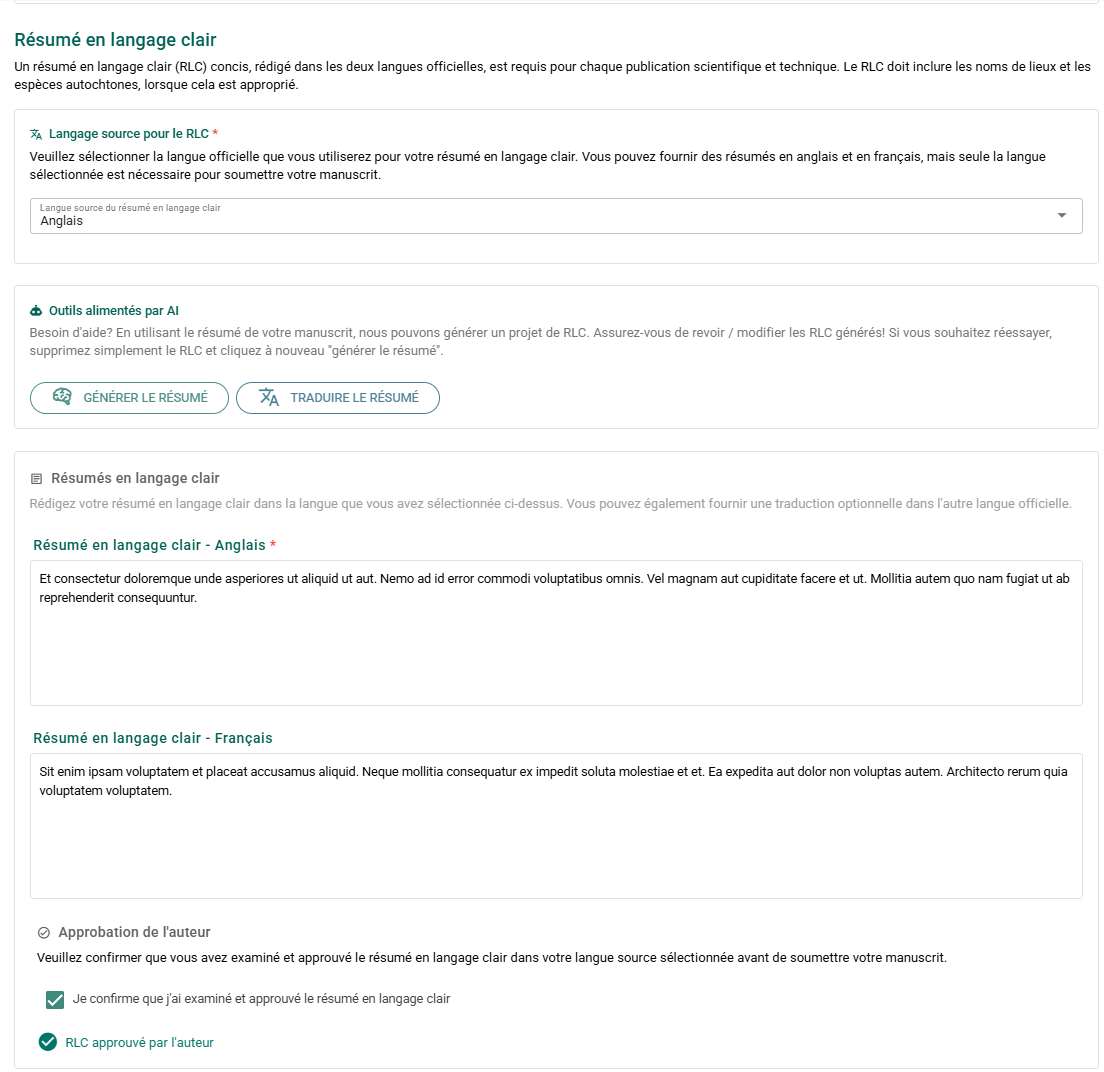 Résumé en langage clair
Un résumé en langage clair (RLC) concis, rédigé dans les deux langues officielles, est requis pour chaque publication scientifique et technique. Le RLC doit inclure les noms de lieux et les
espèces autochtones, lorsque cela est approprié.
Langage source pour le RLC *
Veuillez sélectionner la langue officielle que vous utiliserez pour votre résumé en langage clair. Vous pouvez fournir des résumés en anglais et en français, mais seule la langue
sélectionnée est nécessaire pour soumettre votre manuscrit.
Langue source du résumé en langage clair
Anglais
Outils alimentés par AI
Besoin d'aide? En utilisant le résumé de votre manuscrit, nous pouvons générer un projet de RLC. Assurez-vous de revoir / modifier les RLC générés! Si vous souhaitez réessayer,
supprimez simplement le RLC et cliquez à nouveau "générer le résumé".
GÉNÉRER LE RÉSUMÉ
TRADUIRE LE RÉSUMÉ
Résumés en langage clair
Rédigez votre résumé en langage clair dans la langue que vous avez sélectionnée ci-dessus. Vous pouvez également fournir une traduction optionnelle dans l'autre langue officielle.
Résumé en langage clair - Anglais *
Et consectetur doloremque unde asperiores ut aliquid ut aut. Nemo ad id error commodi voluptatibus omnis. Vel magnam aut cupiditate facere et ut. Mollitia autem quo nam fugiat ut ab
reprehenderit consequuntur.
Résumé en langage clair - Français
Sit enim ipsam voluptatem et placeat accusamus aliquid. Neque mollitia consequatur ex impedit soluta molestiae et et. Ea expedita aut dolor non voluptas autem. Architecto rerum quia
voluptatem voluptatem.
Approbation de l'auteur
Veuillez confirmer que vous avez examiné et approuvé le résumé en langage clair dans votre langue source sélectionnée avant de soumettre votre manuscrit.
Je confirme que j'ai examiné et approuvé le résumé en langage clair
RLC approuvé par l'auteur